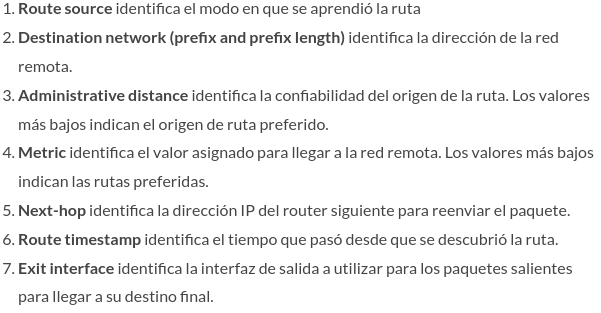 1. Route source identifica el modo en que se aprendió la ruta
2. Destination network (prefix and prefix length) identifica la dirección de la red
remota.
3. Administrative distance identifica la confiabilidad del origen de la ruta. Los valores
más bajos indican el origen de ruta preferido.
4. Metric identifica el valor asignado para llegar a la red remota. Los valores más bajos
indican las rutas preferidas.
5. Next-hop identifica la dirección IP del router siguiente para reenviar el paquete.
6. Route timestamp identifica el tiempo que pasó desde que se descubrió la ruta.
7. Exit interface identifica la interfaz de salida a utilizar para los paquetes salientes
para llegar a su destino final.